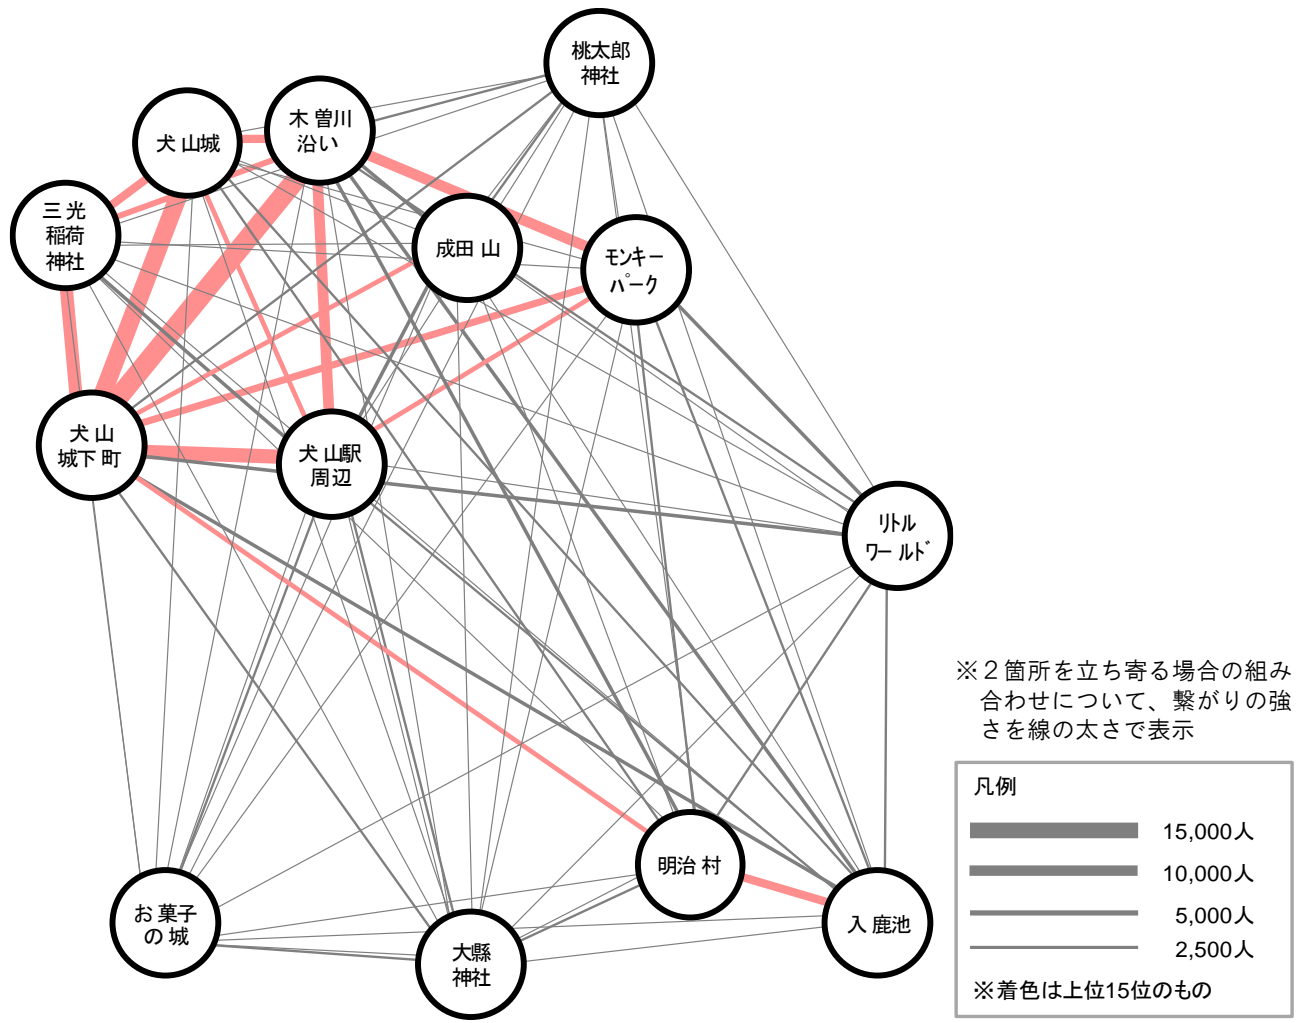 桃太郎
神社
木曽川
沿い
犬山城
三光
稲荷
神社
成田山
モンキー
パーク
犬山
城下町
犬山駅
周辺
リトル
ワールド
※２箇所を立ち寄る場合の組み
合わせについて、繋がりの強
さを線の太さで表示
凡例
15,000人
10,000人
5,000人
2,500人
※着色は上位15位のもの
明治村
入鹿池
お菓子
の城
大縣
神社